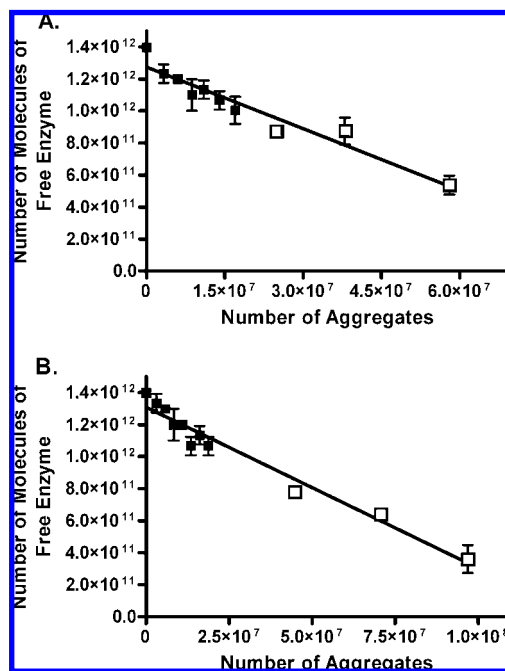 A.
Number of Molecules of
Free Enzyme
1.4×10¹²
1.2×10¹²
1.0×10¹²
8.0×10¹¹
6.0×10¹¹
4.0×10¹¹
2.0×10¹¹
0.0
0 1.5×10⁷ 3.0×10⁷ 4.5×10⁷ 6.0×10⁷
Number of Aggregates
B.
Number of Molecules of
Free Enzyme
1.4×10¹²
1.2×10¹²
1.0×10¹²
8.0×10¹¹
6.0×10¹¹
4.0×10¹¹
2.0×10¹¹
0.0
0 2.5×10⁷ 5.0×10⁷ 7.5×10⁷ 1.0×10⁸
Number of Aggregates